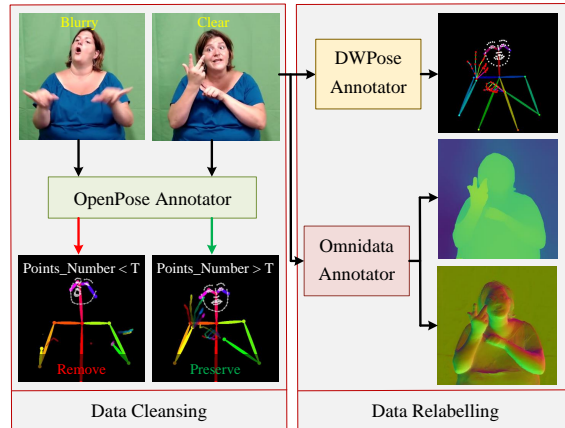 Blurry
Clear
OpenPose Annotator
Points_Number < T
Points_Number > T
Remove
Preserve
Data Cleansing
DWPose
Annotator
Omnidata
Annotator
Data Relabelling